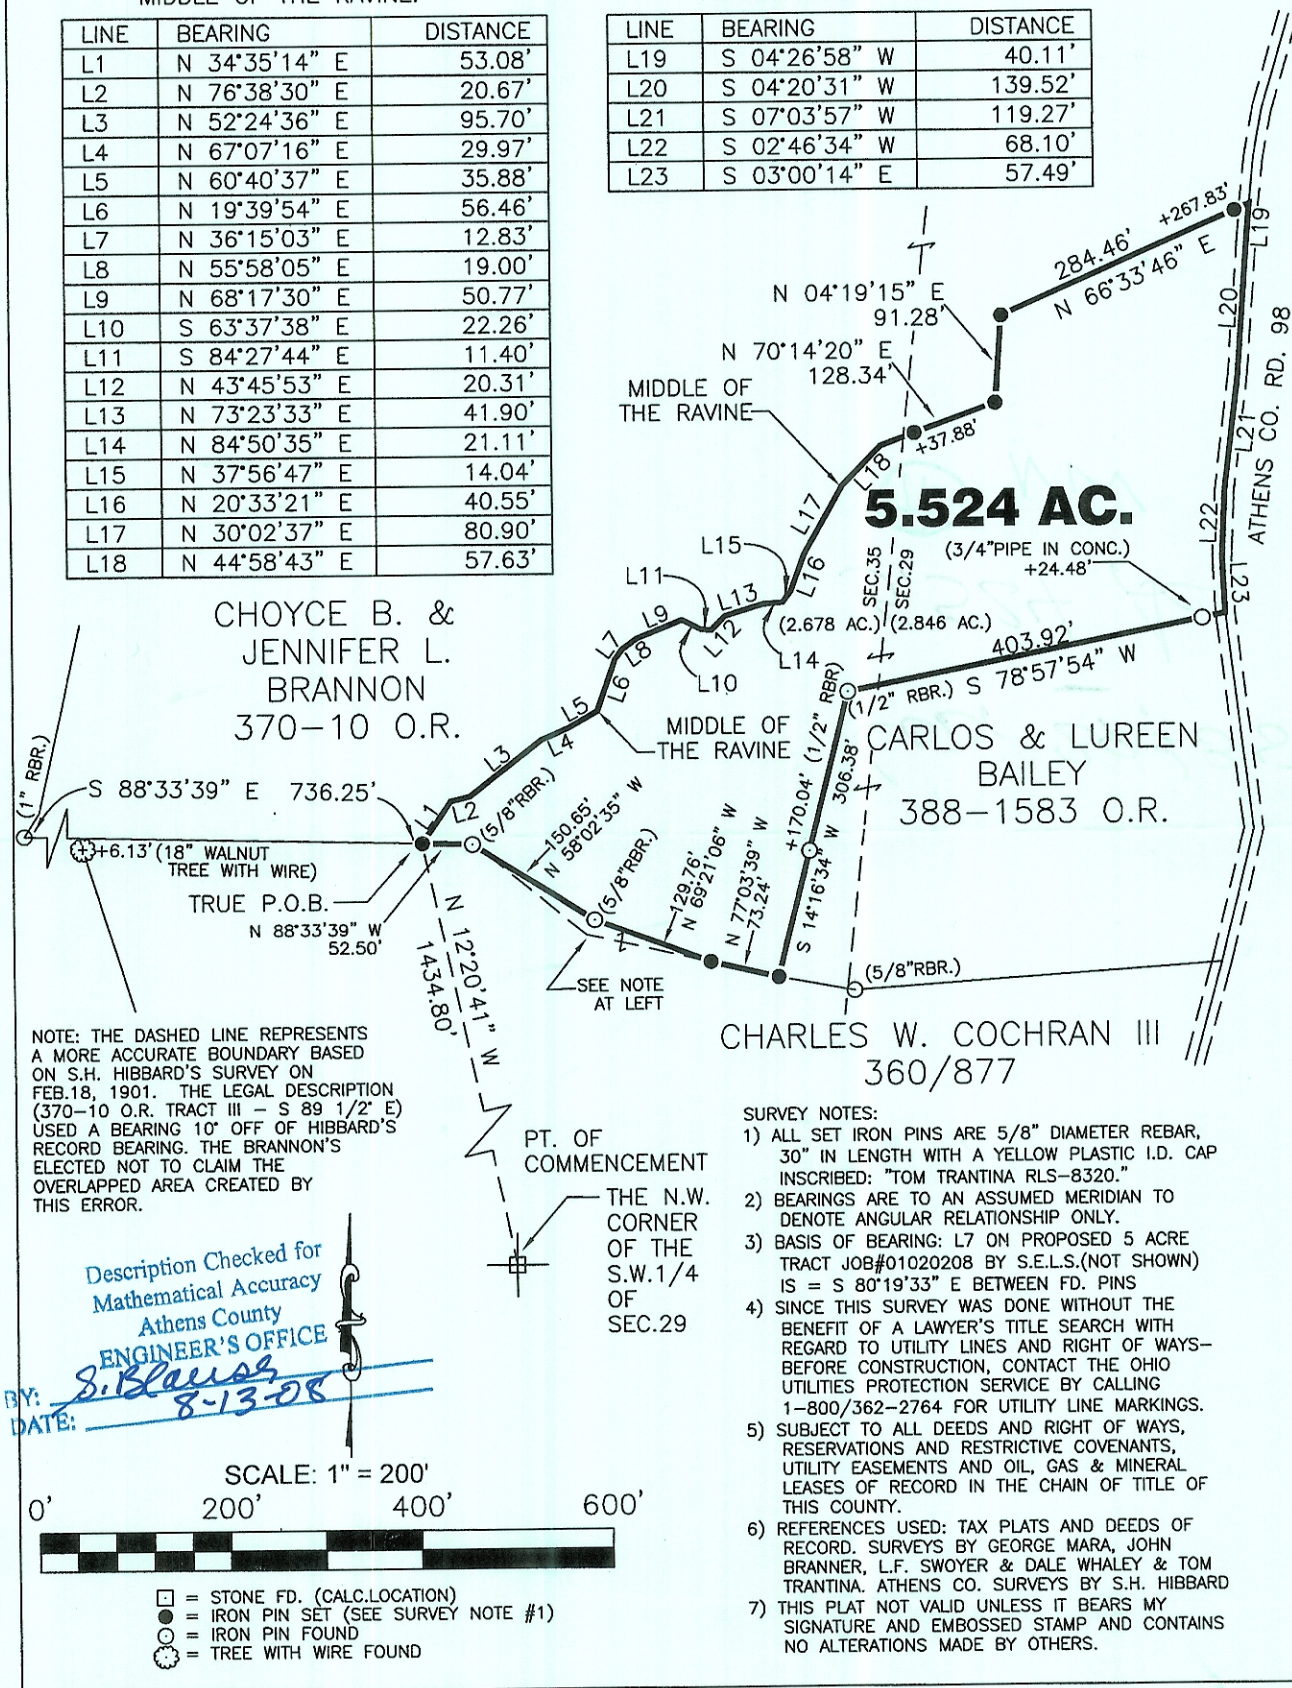 MIDDLE OF THE RAVINE.
LINE BEARING DISTANCE
L1 N 34°35'14" E 53.08'
L2 N 76°38'30" E 20.67'
L3 N 52°24'36" E 95.70'
L4 N 67°07'16" E 29.97'
L5 N 60°40'37" E 35.88'
L6 N 19°39'54" E 56.46'
L7 N 36°15'03" E 12.83'
L8 N 55°58'05" E 19.00'
L9 N 68°17'30" E 50.77'
L10 S 63°37'38" E 22.26'
L11 S 84°27'44" E 11.40'
L12 N 43°45'53" E 20.31'
L13 N 73°23'33" E 41.90'
L14 N 84°50'35" E 21.11'
L15 N 37°56'47" E 14.04'
L16 N 20°33'21" E 40.55'
L17 N 30°02'37" E 80.90'
L18 N 44°58'43" E 57.63'
LINE BEARING DISTANCE
L19 S 04°26'58" W 40.11'
L20 S 04°20'31" W 139.52'
L21 S 07°03'57" W 119.27'
L22 S 02°46'34" W 68.10'
L23 S 03°00'14" E 57.49'
+267.83'
284.46'
N 66°33'46" E
L19
L20
L21
L22
L23
ATHENS CO. RD. 98
N 04°19'15" E
91.28'
N 70°14'20" E
128.34'
+37.88'
MIDDLE OF
THE RAVINE
L18
L17
L16
L15
L14
L13
L12
L11
L10
L9
L8
L7
L6
L5
L4
L3
L2
L1
5.524 AC.
(3/4"PIPE IN CONC.)
+24.48'
SEC.35
SEC.29
(2.678 AC.)
(2.846 AC.)
403.92'
(1/2" RBR.) S 78°57'54" W
CHOYCE B. &
JENNIFER L.
BRANNON
370-10 O.R.
MIDDLE OF
THE RAVINE
CARLOS & LUREEN
BAILEY
388-1583 O.R.
+170.04' (1/2" RBR)
306.38'
S 14°16'34" W
(1" RBR.)
S 88°33'39" E 736.25'
+6.13' (18" WALNUT
TREE WITH WIRE)
TRUE P.O.B.
N 88°33'39" W
52.50'
(5/8"RBR.)
150.65'
N 58°02'35" W
(5/8"RBR.)
129.76'
N 69°21'06" W
N 77°03'39" W
73.24'
(5/8"RBR.)
N 12°20'41" W
1434.80'
SEE NOTE
AT LEFT
CHARLES W. COCHRAN III
360/877
NOTE: THE DASHED LINE REPRESENTS
A MORE ACCURATE BOUNDARY BASED
ON S.H. HIBBARD'S SURVEY ON
FEB.18, 1901. THE LEGAL DESCRIPTION
(370-10 O.R. TRACT III - S 89 1/2° E)
USED A BEARING 10° OFF OF HIBBARD'S
RECORD BEARING. THE BRANNON'S
ELECTED NOT TO CLAIM THE
OVERLAPPED AREA CREATED BY
THIS ERROR.
PT. OF
COMMENCEMENT
THE N.W.
CORNER
OF THE
S.W.1/4
OF
SEC.29
Description Checked for
Mathematical Accuracy
Athens County
ENGINEER'S OFFICE
BY: S.
DATE: 8-13-08
SURVEY NOTES:
1) ALL SET IRON PINS ARE 5/8" DIAMETER REBAR,
30" IN LENGTH WITH A YELLOW PLASTIC I.D. CAP
INSCRIBED: "TOM TRANTINA RLS-8320."
2) BEARINGS ARE TO AN ASSUMED MERIDIAN TO
DENOTE ANGULAR RELATIONSHIP ONLY.
3) BASIS OF BEARING: L7 ON PROPOSED 5 ACRE
TRACT JOB#01020208 BY S.E.L.S.(NOT SHOWN)
IS = S 80°19'33" E BETWEEN FD. PINS
4) SINCE THIS SURVEY WAS DONE WITHOUT THE
BENEFIT OF A LAWYER'S TITLE SEARCH WITH
REGARD TO UTILITY LINES AND RIGHT OF WAYS-
BEFORE CONSTRUCTION, CONTACT THE OHIO
UTILITIES PROTECTION SERVICE BY CALLING
1-800/362-2764 FOR UTILITY LINE MARKINGS.
5) SUBJECT TO ALL DEEDS AND RIGHT OF WAYS,
RESERVATIONS AND RESTRICTIVE COVENANTS,
UTILITY EASEMENTS AND OIL, GAS & MINERAL
LEASES OF RECORD IN THE CHAIN OF TITLE OF
THIS COUNTY.
6) REFERENCES USED: TAX PLATS AND DEEDS OF
RECORD. SURVEYS BY GEORGE MARA, JOHN
BRANNER, L.F. SWOYER & DALE WHALEY & TOM
TRANTINA. ATHENS CO. SURVEYS BY S.H. HIBBARD
7) THIS PLAT NOT VALID UNLESS IT BEARS MY
SIGNATURE AND EMBOSSED STAMP AND CONTAINS
NO ALTERATIONS MADE BY OTHERS.
SCALE: 1" = 200'
0' 200' 400' 600'
= STONE FD. (CALC.LOCATION)
= IRON PIN SET (SEE SURVEY NOTE #1)
= IRON PIN FOUND
= TREE WITH WIRE FOUND